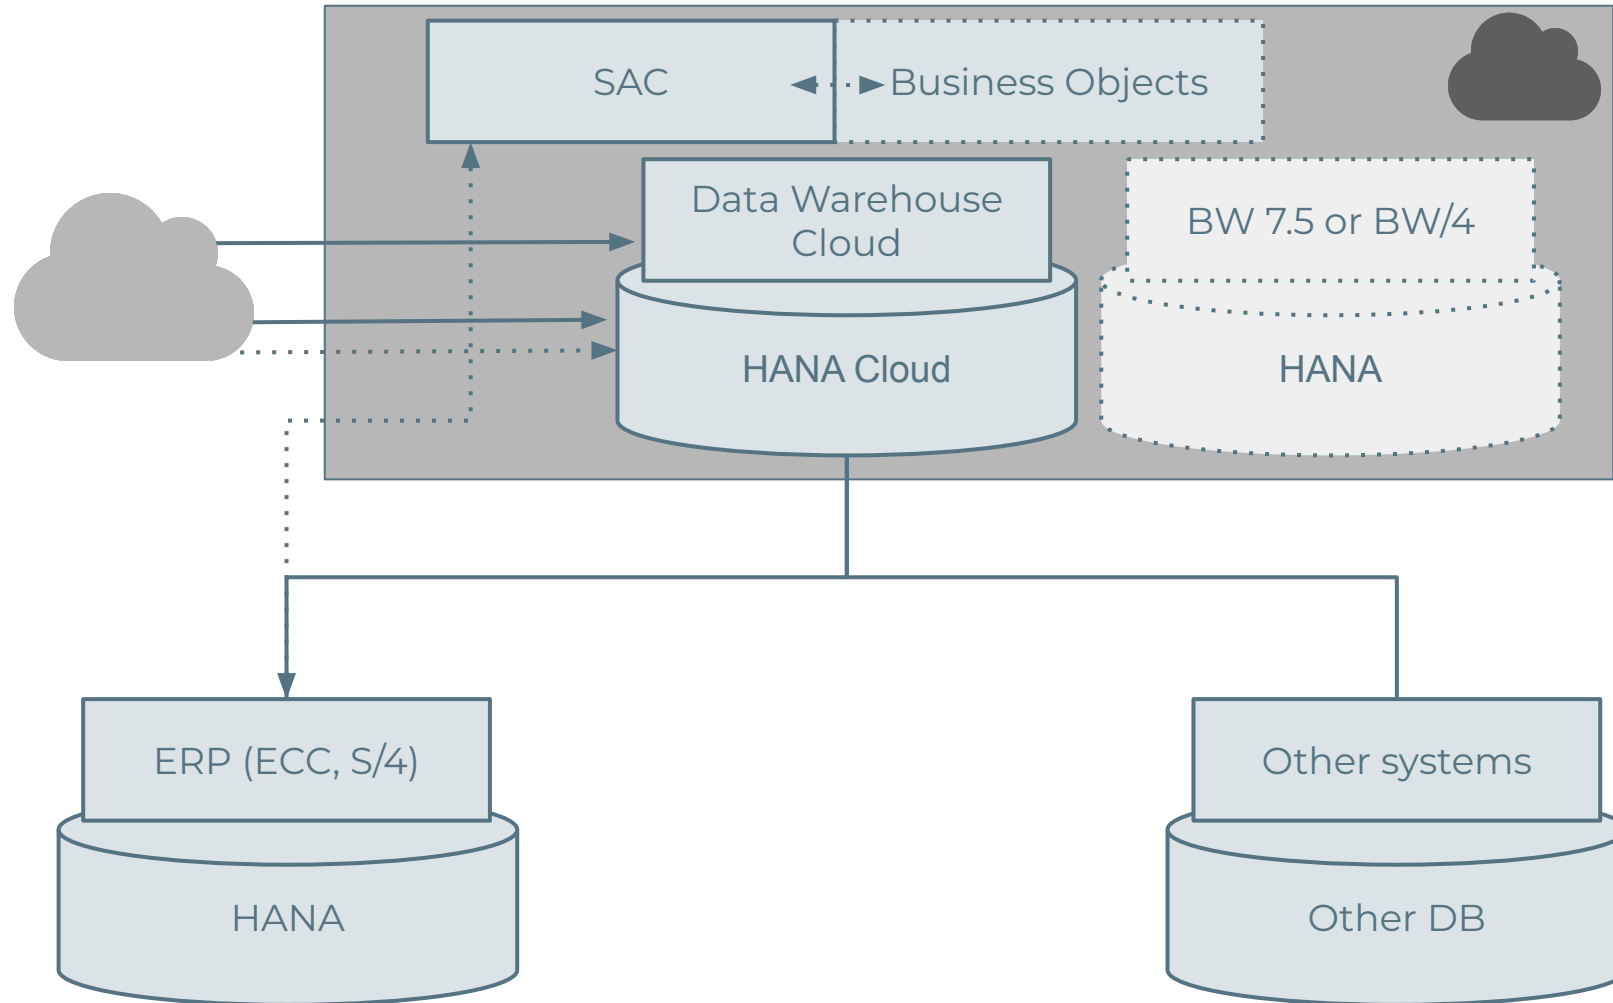 SAC
Business Objects
Data Warehouse
Cloud
BW 7.5 or BW/4
HANA Cloud
HANA
ERP (ECC, S/4)
Other systems
HANA
Other DB